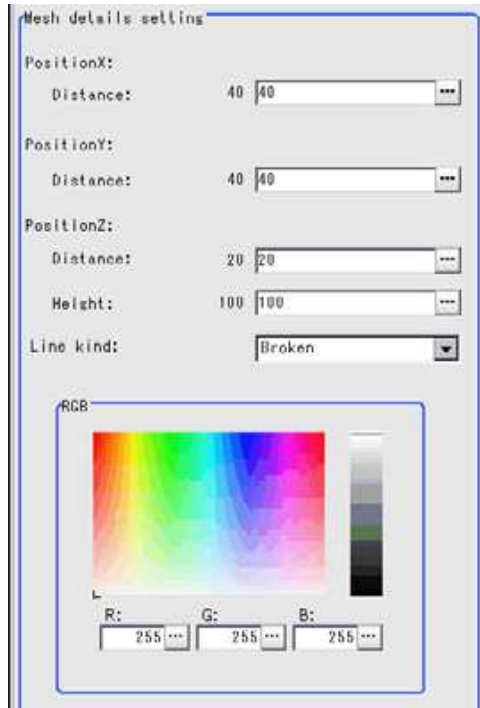 Mesh details setting
PositionX:
Distance: 40 40 ...
PositionY:
Distance: 40 40 ...
PositionZ:
Distance: 20 20 ...
Height: 100 100 ...
Line kind: Broken
RGB
R: G: B:
255 ... 255 ... 255 ...